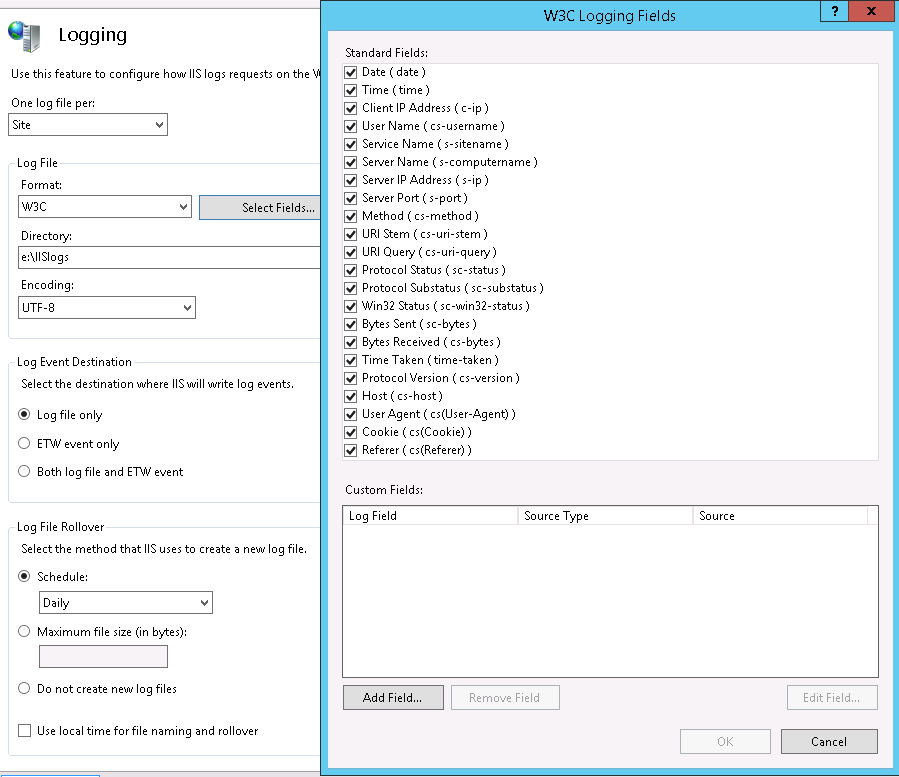 Logging
Use this feature to configure how IIS logs requests on the
One log file per:
Site
Log File
Format:
W3C
Select Fields...
Directory:
e:\IISlogs
Encoding:
UTF-8
Log Event Destination
Select the destination where IIS will write log events.
Log file only
ETW event only
Both log file and ETW event
Log File Rollover
Select the method that IIS uses to create a new log file.
Schedule:
Daily
Maximum file size (in bytes):
Do not create new log files
Use local time for file naming and rollover
W3C Logging Fields
?
x
Standard Fields:
Date ( date )
Time ( time )
Client IP Address ( c-ip )
User Name ( cs-username )
Service Name ( s-sitename )
Server Name ( s-computername )
Server IP Address ( s-ip )
Server Port ( s-port )
Method ( cs-method )
URI Stem ( cs-uri-stem )
URI Query ( cs-uri-query )
Protocol Status ( sc-status )
Protocol Substatus ( sc-substatus )
Win32 Status ( sc-win32-status )
Bytes Sent ( sc-bytes )
Bytes Received ( cs-bytes )
Time Taken ( time-taken )
Protocol Version ( cs-version )
Host ( cs-host )
User Agent ( cs(User-Agent) )
Cookie ( cs(Cookie) )
Referer ( cs(Referer) )
Custom Fields:
Log Field Source Type Source
Add Field... Remove Field Edit Field...
OK Cancel